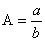 A = a/b